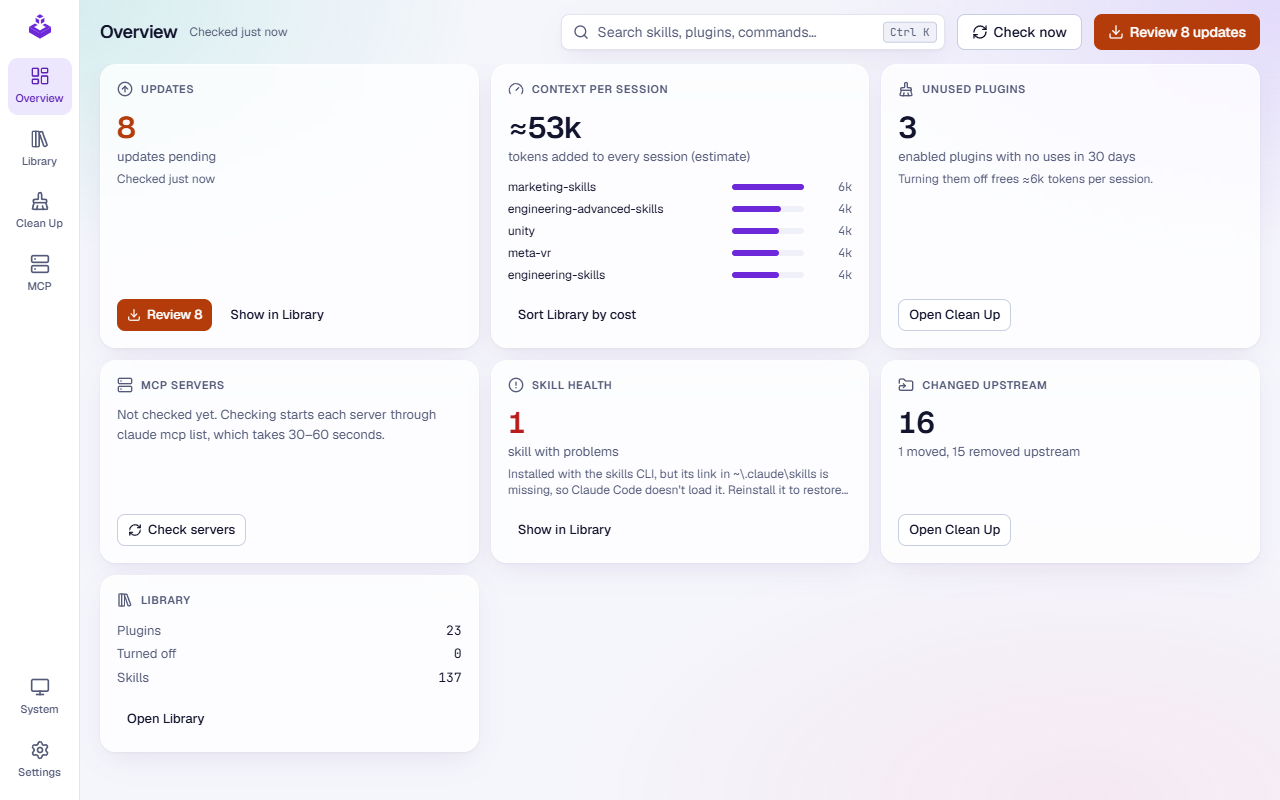 Overview
Checked just now
Search skills, plugins, commands...
Ctrl K
Check now
Review 8 updates
Overview
Library
Clean Up
MCP
System
Settings
UPDATES
8
updates pending
Checked just now
Review 8
Show in Library
CONTEXT PER SESSION
≈53k
tokens added to every session (estimate)
marketing-skills 6k
engineering-advanced-skills 4k
unity 4k
meta-vr 4k
engineering-skills 4k
Sort Library by cost
UNUSED PLUGINS
3
enabled plugins with no uses in 30 days
Turning them off frees ≈6k tokens per session.
Open Clean Up
MCP SERVERS
Not checked yet. Checking starts each server through
claude mcp list, which takes 30–60 seconds.
Check servers
SKILL HEALTH
1
skill with problems
Installed with the skills CLI, but its link in ~\.claude\skills is
missing, so Claude Code doesn't load it. Reinstall it to restore...
Show in Library
CHANGED UPSTREAM
16
1 moved, 15 removed upstream
Open Clean Up
LIBRARY
Plugins 23
Turned off 0
Skills 137
Open Library